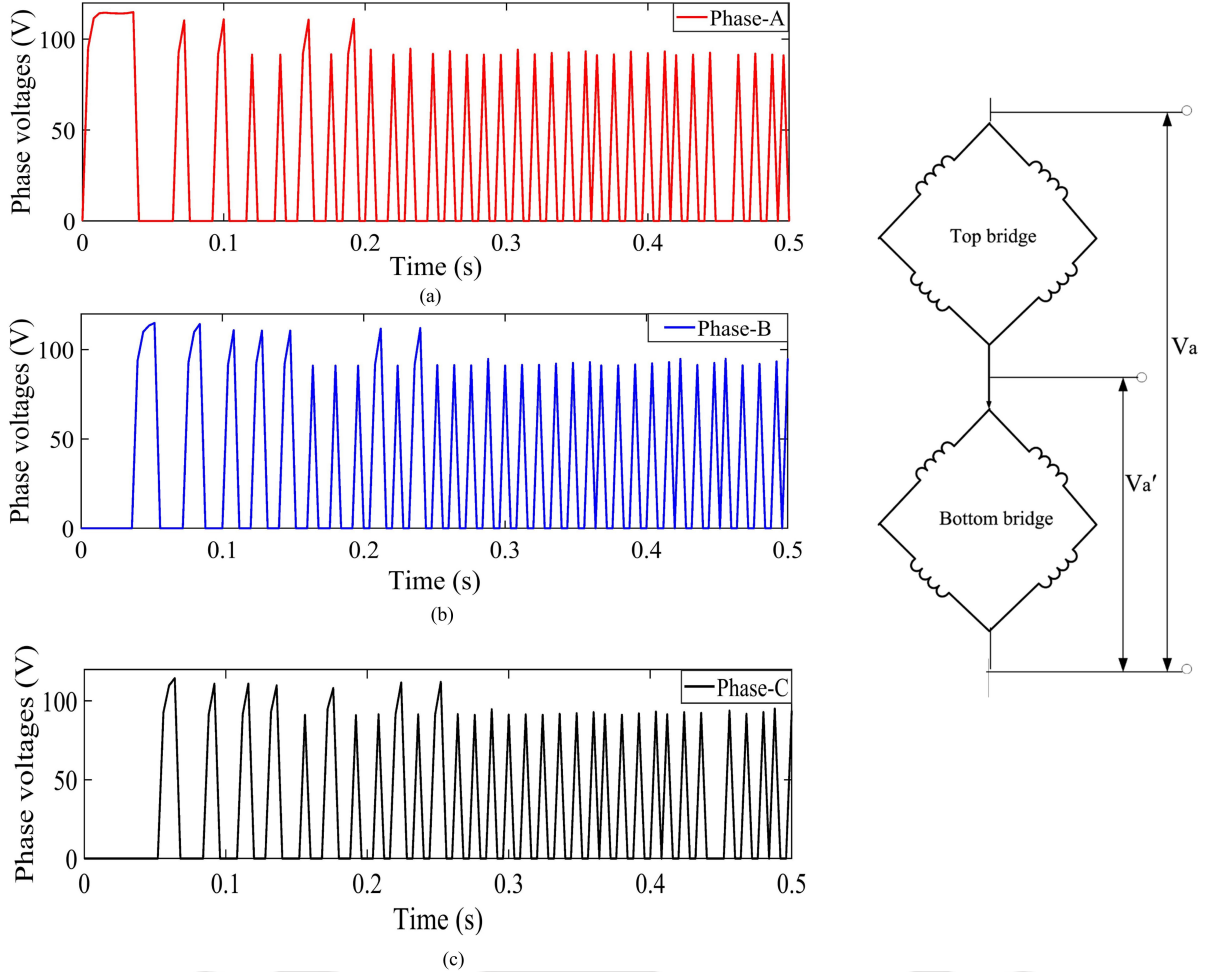 Phase voltages (V)
100
50
0
Phase-A
0 0.1 0.2 0.3 0.4 0.5
Time (s)
(a)
Phase voltages (V)
100
50
0
Phase-B
0 0.1 0.2 0.3 0.4 0.5
Time (s)
(b)
Phase voltages (V)
100
50
0
Phase-C
0 0.1 0.2 0.3 0.4 0.5
Time (s)
(c)
Top bridge
Va
Va′
Bottom bridge